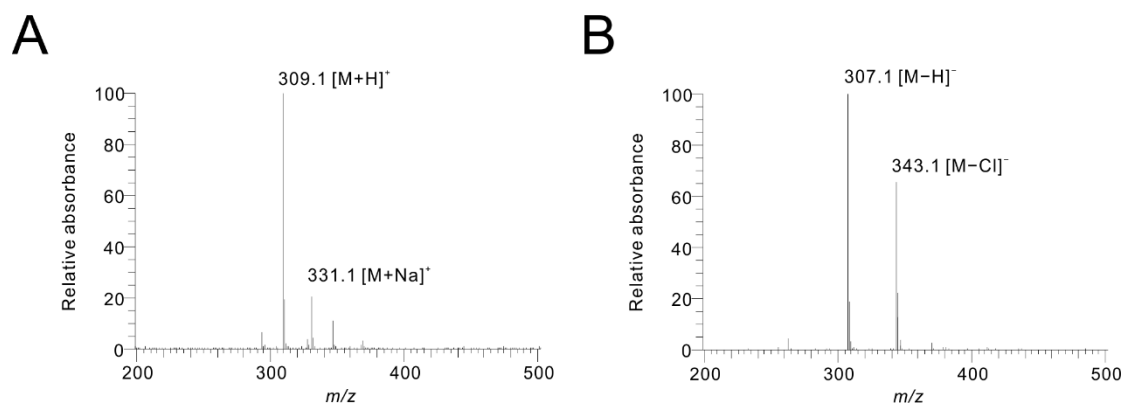 A
309.1 [M+H]⁺
331.1 [M+Na]⁺
Relative absorbance
100
80
60
40
20
0
200
300
400
500
m/z
B
307.1 [M−H]⁻
343.1 [M−Cl]⁻
Relative absorbance
100
80
60
40
20
0
200
300
400
500
m/z